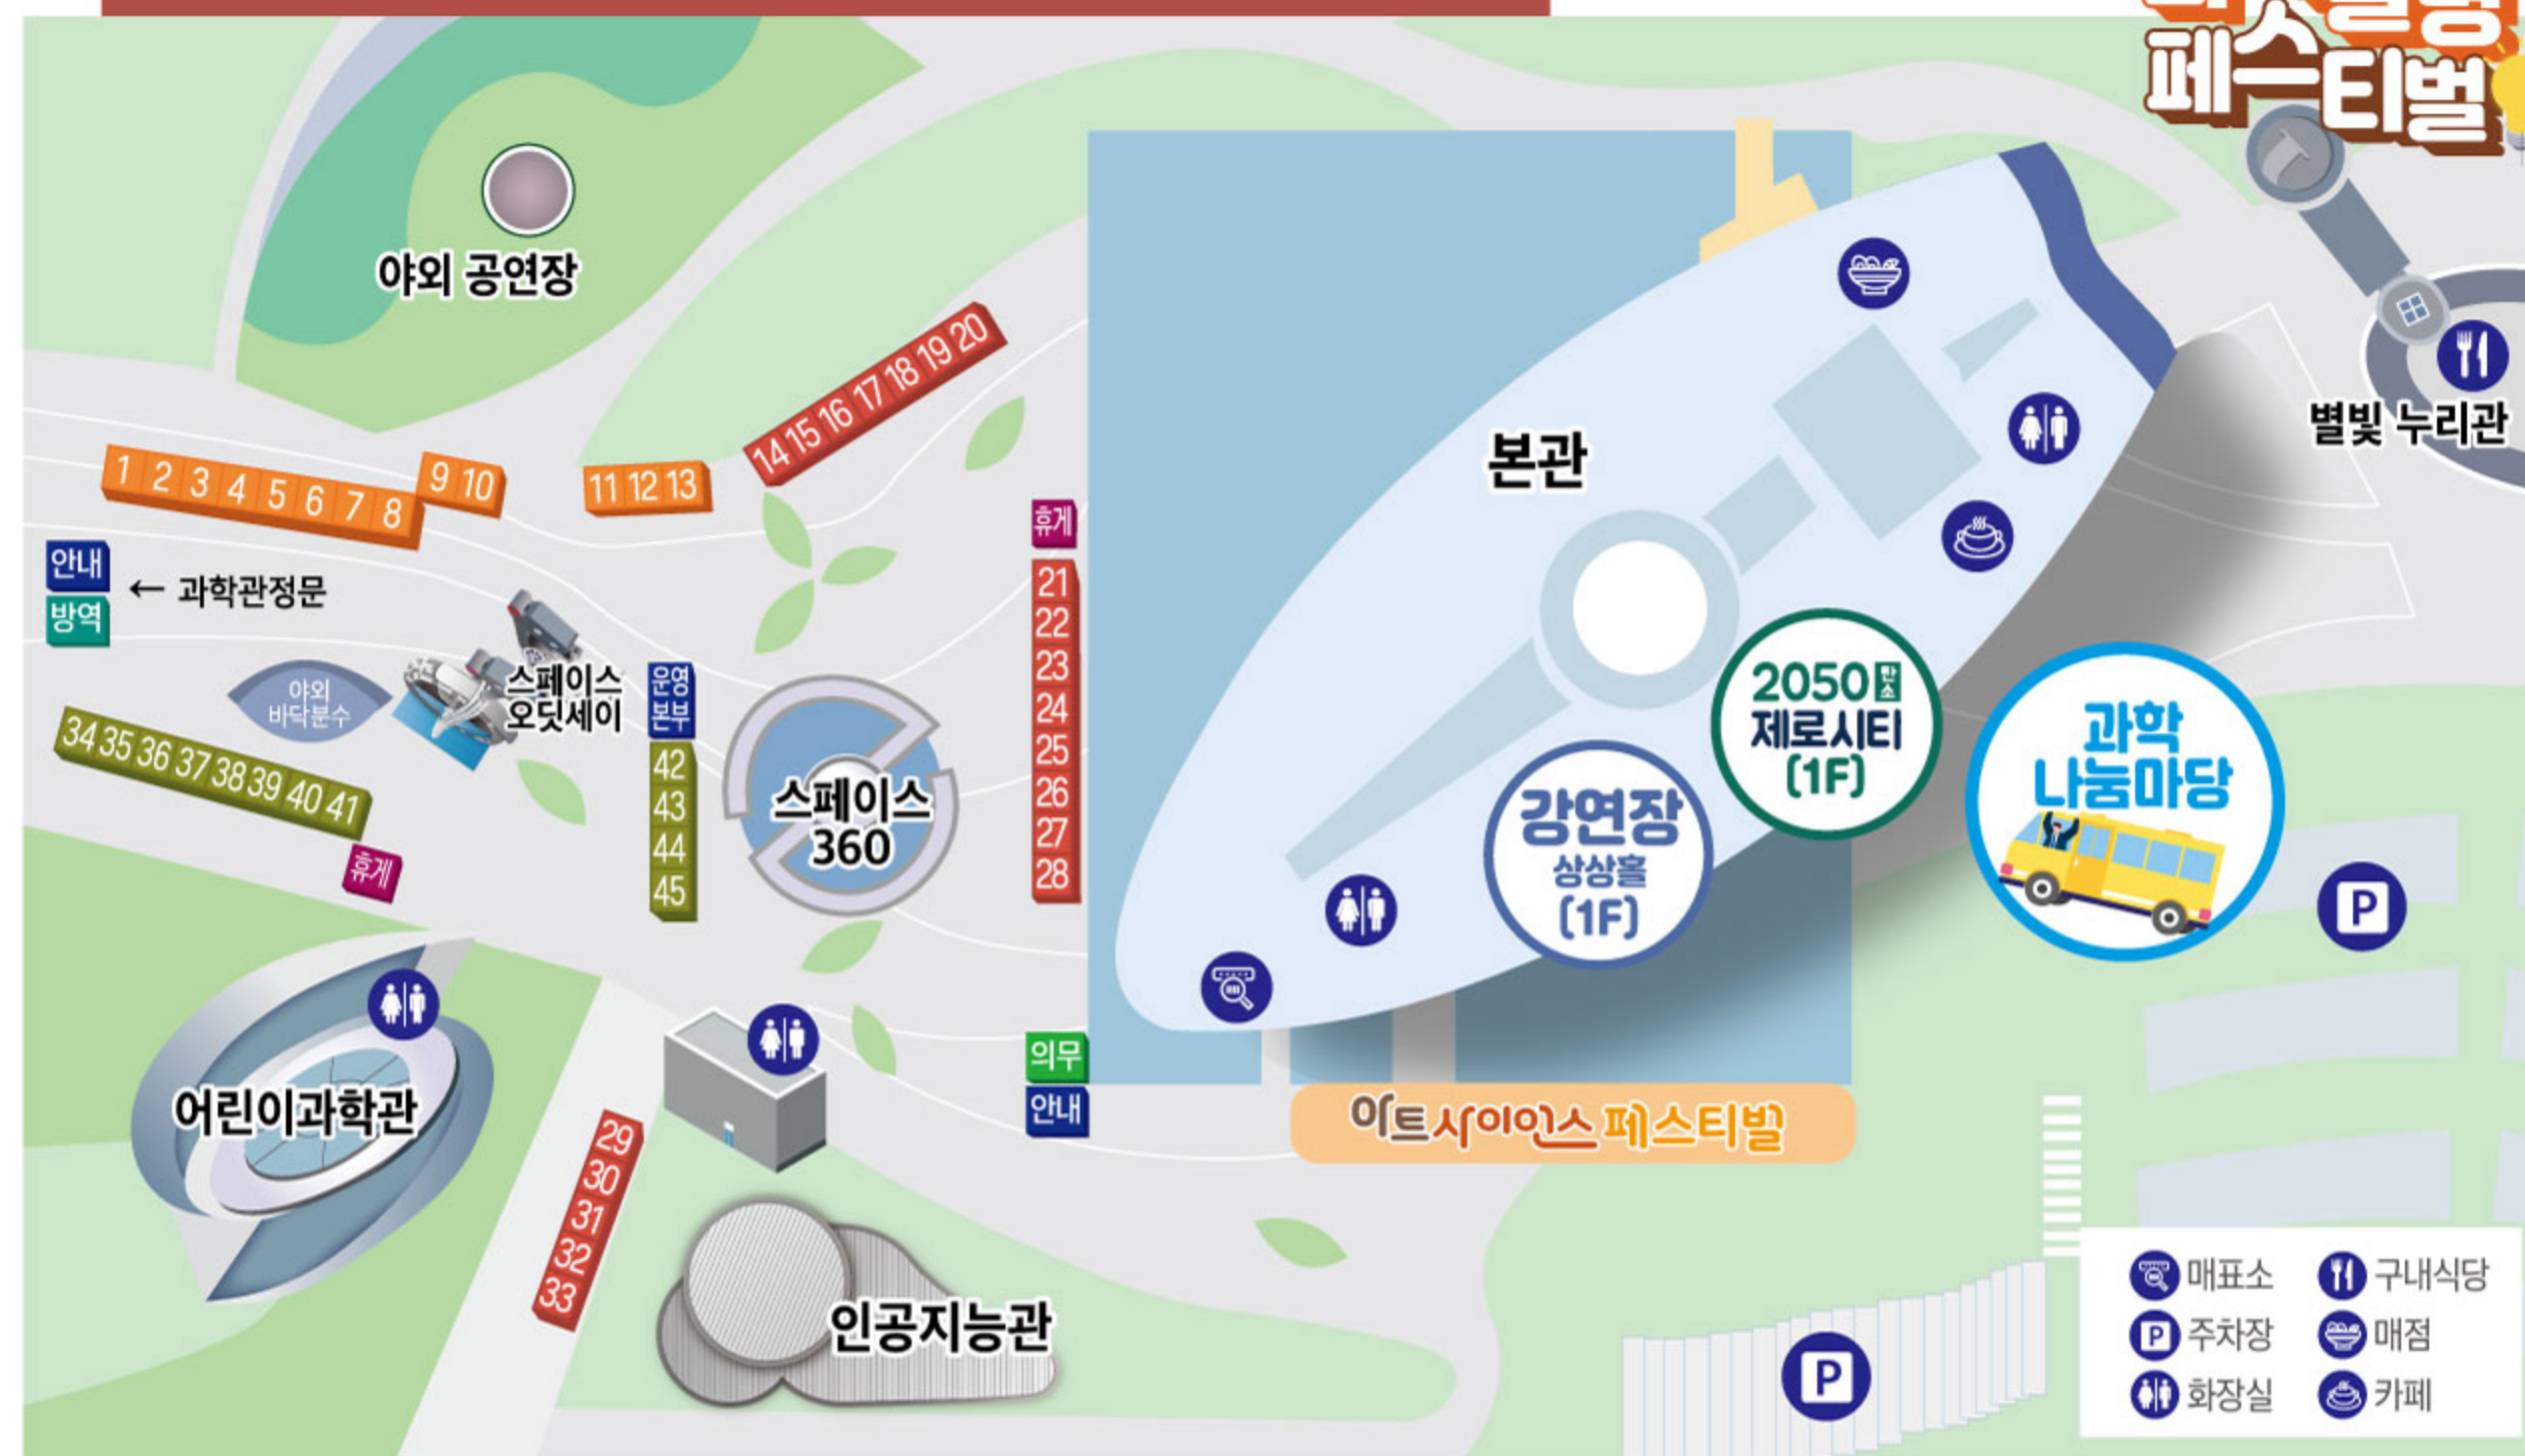 페스티벌
야외 공연장
1 2 3 4 5 6 7 8
9 10
11 12 13
14 15 16 17 18 19 20
안내
방역
← 과학관정문
야외
바닥분수
스페이스
오딧세이
34 35 36 37 38 39 40 41
휴게
운영
본부
42
43
44
45
스페이스
360
휴게
21
22
23
24
25
26
27
28
본관
별빛 누리관
2050 탄소
제로시티
(1F)
강연장
상상홀
(1F)
과학
나눔마당
P
어린이과학관
29
30
31
32
33
의무
안내
아트사이언스 페스티벌
인공지능관
P
매표소
구내식당
P 주차장
매점
화장실
카페